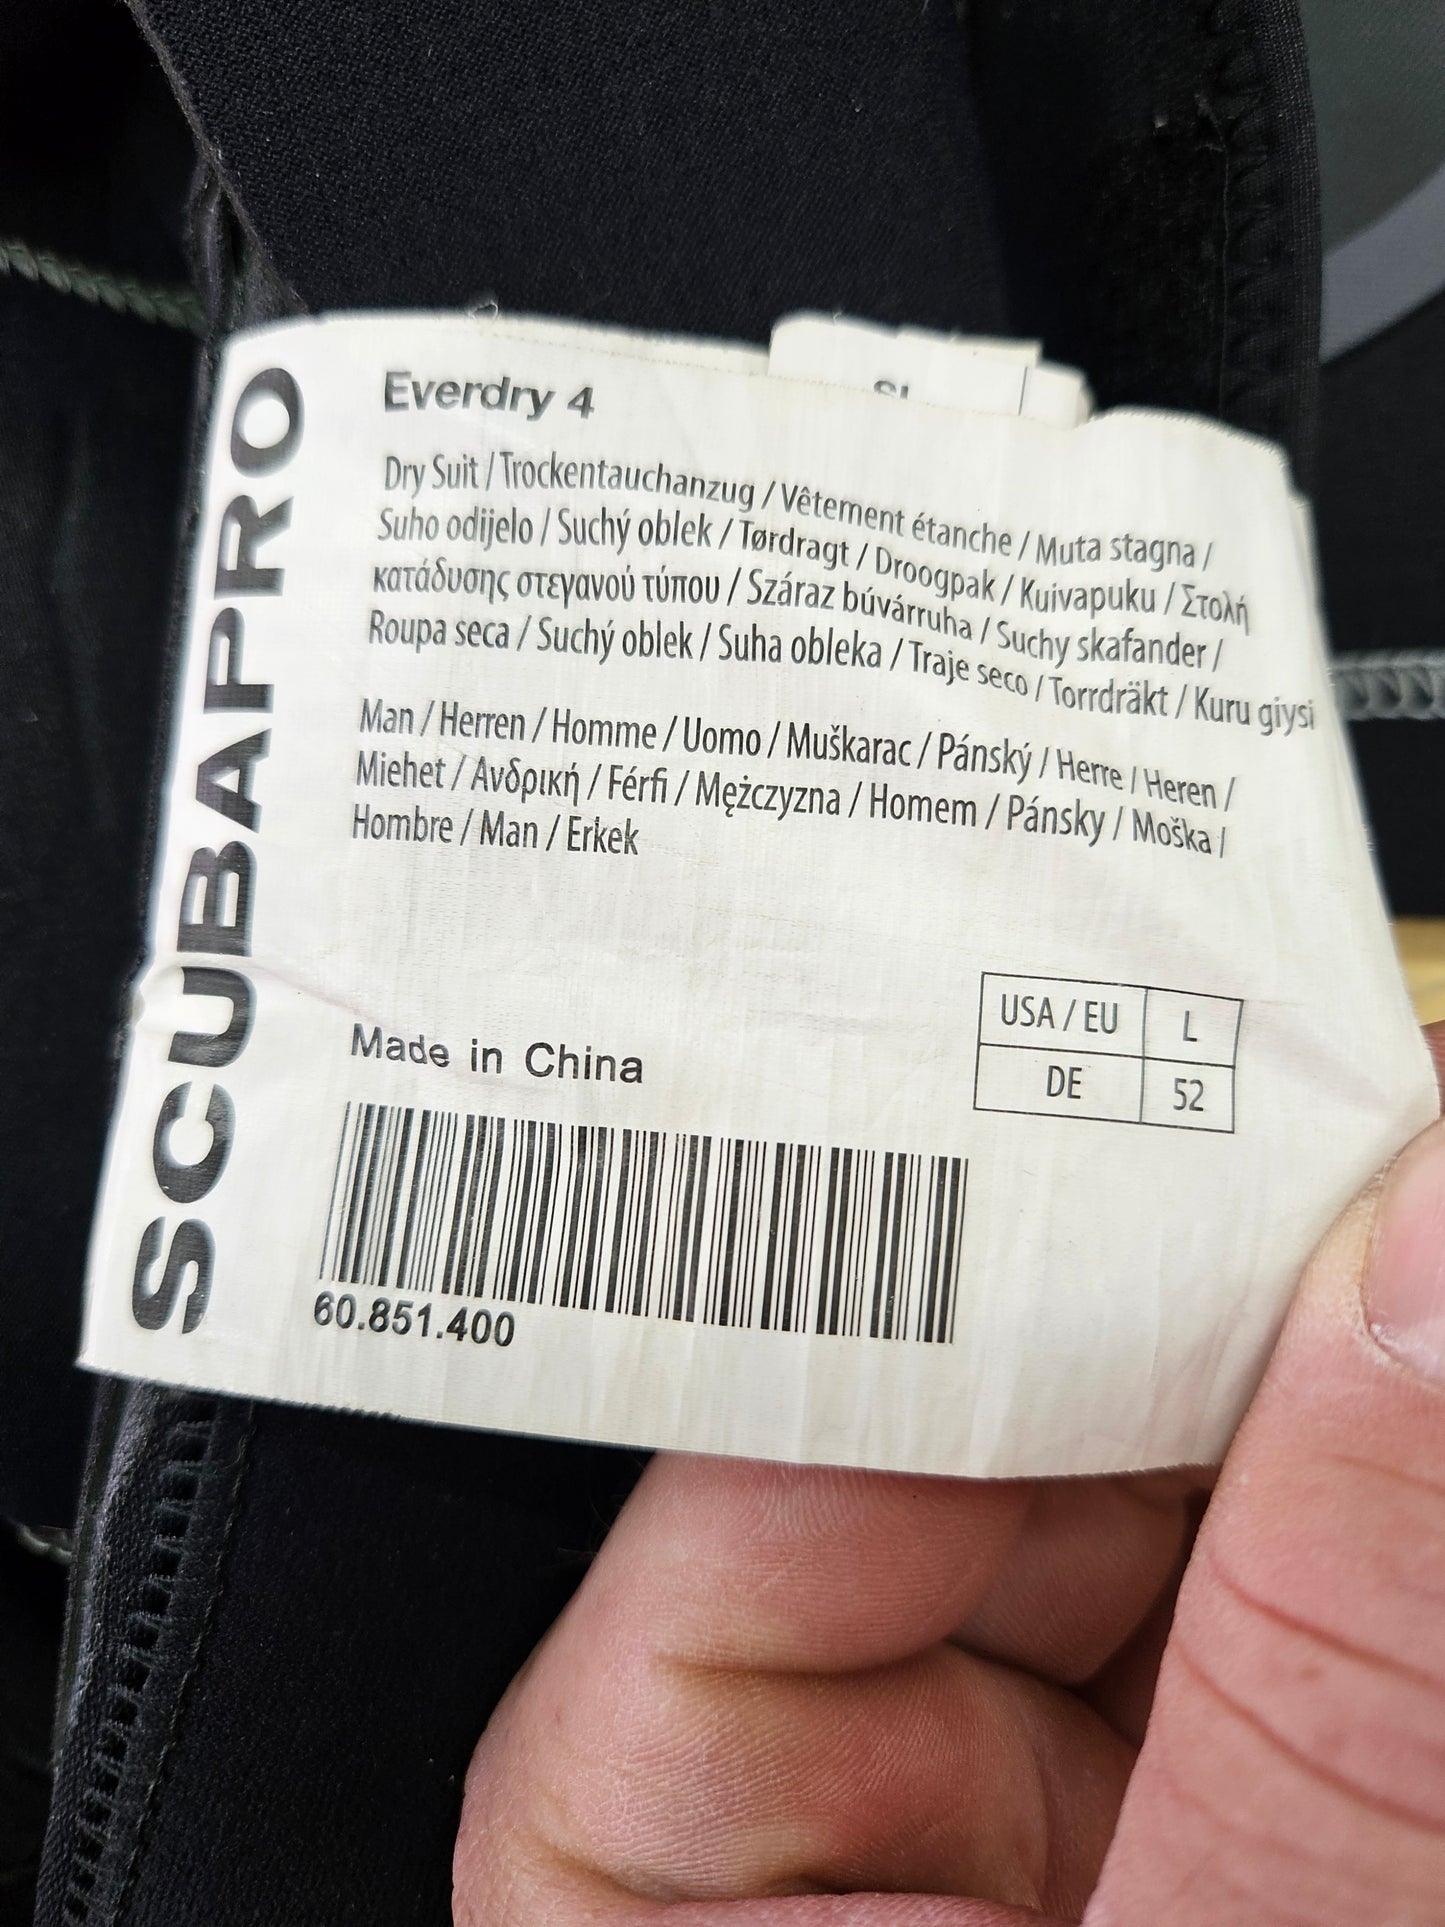 SCUBAPRO
Everdry 4
Dry Suit / Trockentauchanzug / Vêtement étanche / Muta stagna /
Suho odijelo / Suchý oblek / Tørdragt / Droogpak / Kuivapuku / Στολή
κατάδυσης στεγανού τύπου / Száraz búvárruha / Suchy skafander /
Roupa seca / Suchý oblek / Suha obleka / Traje seco / Torrdräkt / Kuru giysi
Man / Herren / Homme / Uomo / Muškarac / Pánský / Herre / Heren /
Miehet / Ανδρική / Férfi / Mężczyzna / Homem / Pánsky / Moška /
Hombre / Man / Erkek
USA / EU L
DE 52
Made in China
60.851.400